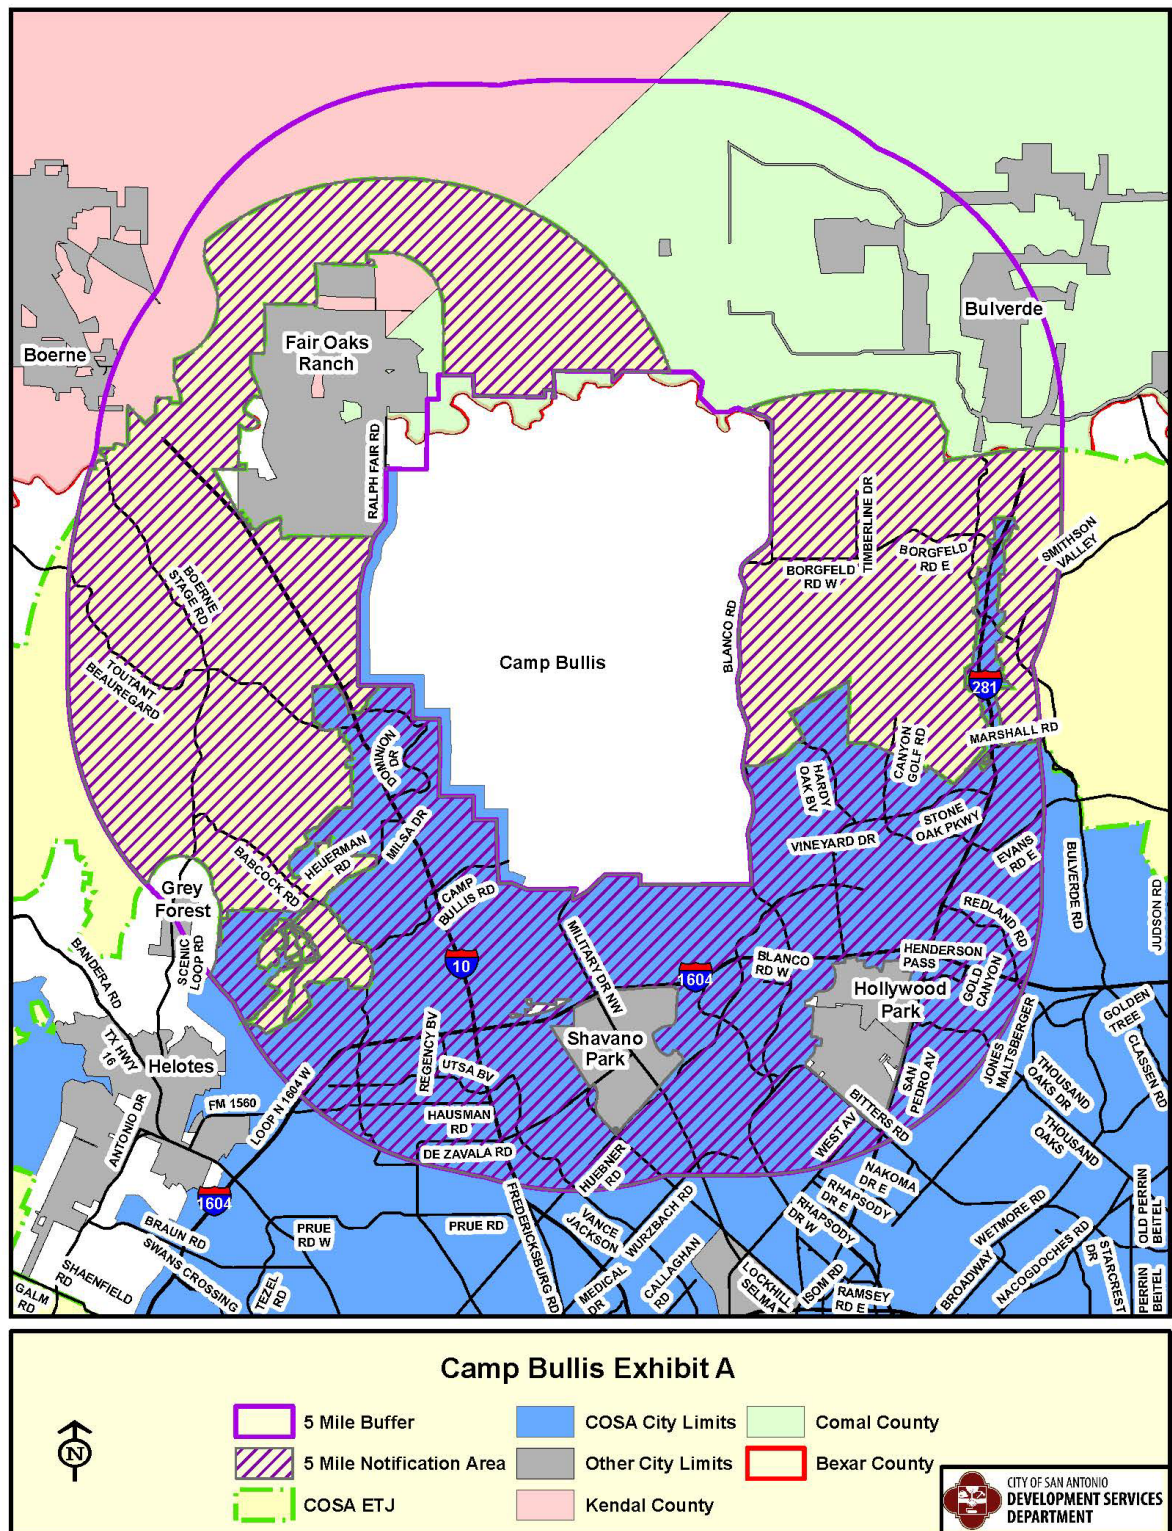 Boerne
Fair Oaks
Ranch
Bulverde
RALPH FAIR RD
TIMBERLINE DR
BORGFELD
RD W
BORGFELD
RD E
SMITHSON
VALLEY
BLANCO RD
BOERNE
STAGE RD
TOUTANT
BEAUREGARD
Camp Bullis
281
MARSHALL RD
DOMINION
DR
HARDY
OAK BV
CANYON
GOLF RD
STONE
OAK PKWY
VINEYARD DR
EVANS
RD E
MILSA DR
HEUERMAN
RD
BABCOCK RD
CAMP
BULLIS RD
Grey
Forest
SCENIC
LOOP RD
BANDERA RD
BULVERDE RD
JUDSON RD
REDLAND RD
HENDERSON
PASS
GOLD
CANYON
MILITARY DR NW
BLANCO
RD W
10
1604
Hollywood
Park
Shavano
Park
REGENCY BV
UTSA BV
HAUSMAN
RD
DE ZAVALA RD
HUEBNER
RD
SAN
PEDRO AV
JONES
MALTSBERGER
GOLDEN
TREE
CLASSEN RD
THOUSAND
OAKS DR
THOUSAND
OAKS
BITTERS RD
WEST AV
TX HWY
16
Helotes
ANTONIO DR
FM 1560
LOOP N 1604 W
1604
BRAUN RD
SWANS CROSSING
SHAENFIELD
RD
GALM
RD
TEZEL
RD
PRUE
RD W
PRUE RD
FREDERICKSBURG RD
VANCE
JACKSON
WURZBACH RD
MEDICAL
DR
CALLAGHAN
RD
LOCKHILL
SELMA
ISOM RD
RAMSEY
RD E
RHAPSODY
DR W
RHAPSODY
DR E
NAKOMA
DR E
BROADWAY
WETMORE RD
NACOGDOCHES RD
STARCREST
DR
PERRIN
BEITEL
OLD PERRIN
BEITEL
Camp Bullis Exhibit A
N
5 Mile Buffer
5 Mile Notification Area
COSA ETJ
COSA City Limits
Other City Limits
Kendal County
Comal County
Bexar County
CITY OF SAN ANTONIO
DEVELOPMENT SERVICES
DEPARTMENT